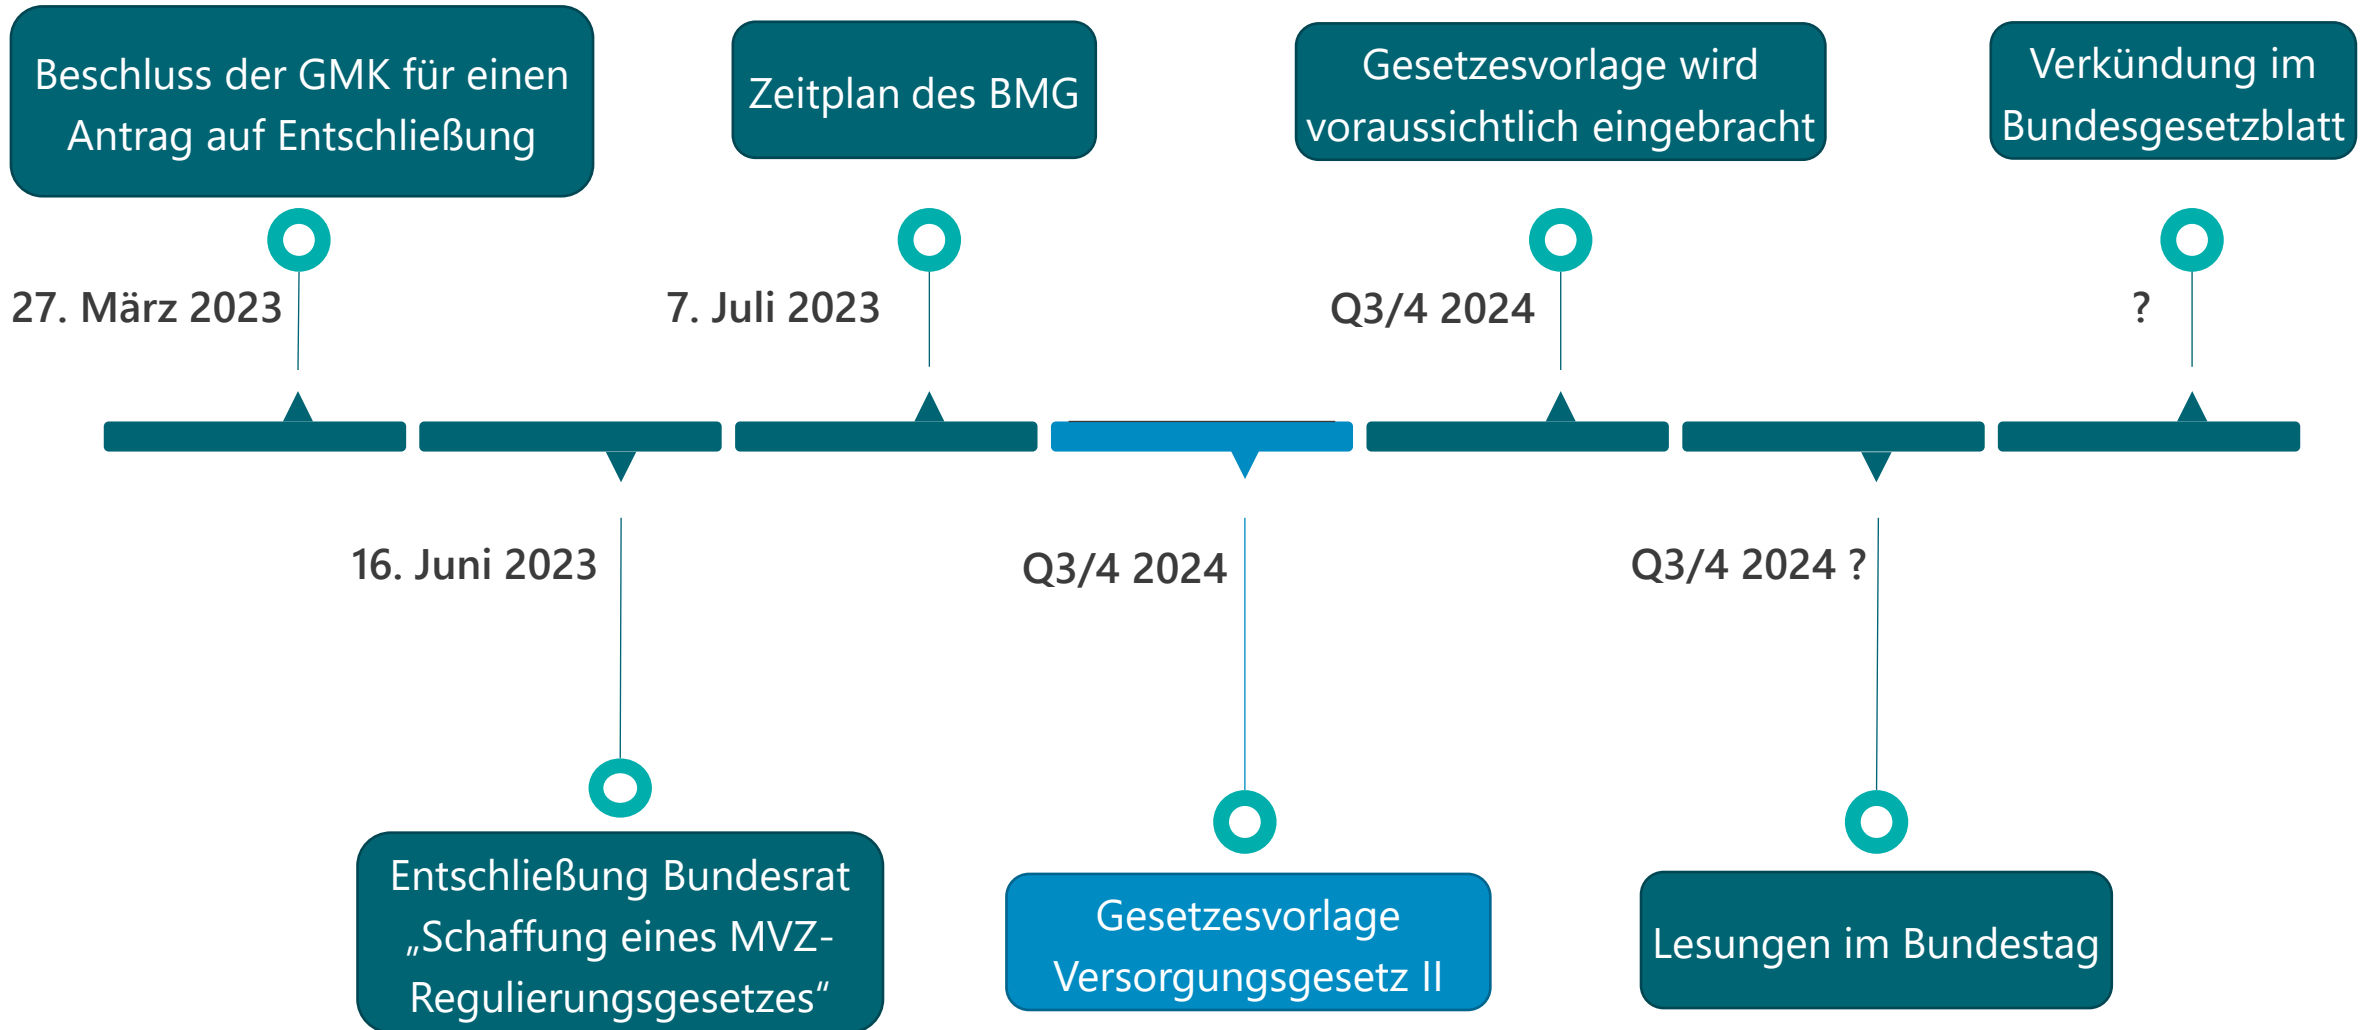 Beschluss der GMK für einen
Antrag auf Entschließung
27. März 2023
Zeitplan des BMG
7. Juli 2023
Gesetzesvorlage wird
voraussichtlich eingebracht
Q3/4 2024
Verkündung im
Bundesgesetzblatt
?
16. Juni 2023
Entschließung Bundesrat
„Schaffung eines MVZ-
Regulierungsgesetzes“
Q3/4 2024
Gesetzesvorlage
Versorgungsgesetz II
Q3/4 2024 ?
Lesungen im Bundestag